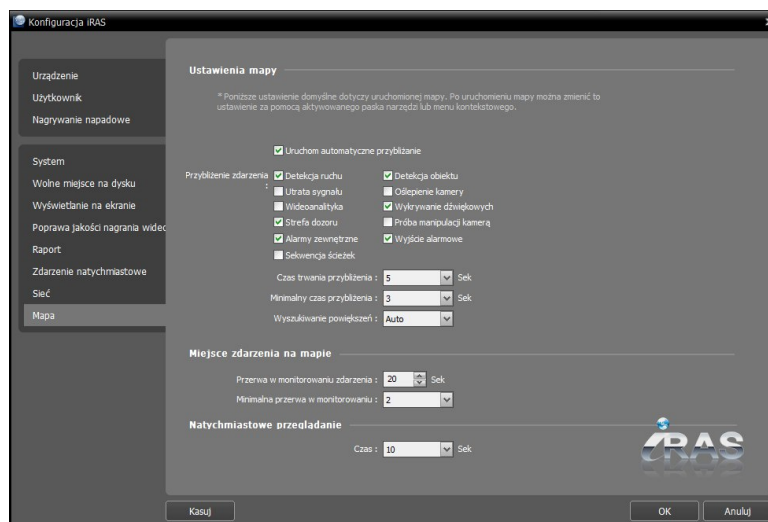 Konfiguracja iRAS
Urządzenie
Użytkownik
Nagrywanie napadowe
System
Wolne miejsce na dysku
Wyświetlanie na ekranie
Poprawa jakości nagrania widec
Raport
Zdarzenie natychmiastowe
Sieć
Mapa
Ustawienia mapy
* Poniższe ustawienie domyślne dotyczy uruchomionej mapy. Po uruchomieniu mapy można zmienić to
ustawienie za pomocą aktywowanego paska narzędzi lub menu kontekstowego.
Uruchom automatyczne przybliżanie
Przybliżenie zdarzenia : Detekcja ruchu Detekcja obiektu
Utrata sygnału Oślepienie kamery
Wideoanalityka Wykrywanie dźwiękowych
Strefa dozoru Próba manipulacji kamerą
Alarmy zewnętrzne Wyjście alarmowe
Sekwencja ścieżek
Czas trwania przybliżenia : 5 Sek
Minimalny czas przybliżenia : 3 Sek
Wyszukiwanie powiększeń : Auto
Miejsce zdarzenia na mapie
Przerwa w monitorowaniu zdarzenia : 20 Sek
Minimalna przerwa w monitorowaniu : 2
Natychmiastowe przeglądanie
Czas : 10 Sek
iRAS
Kasuj OK Anuluj